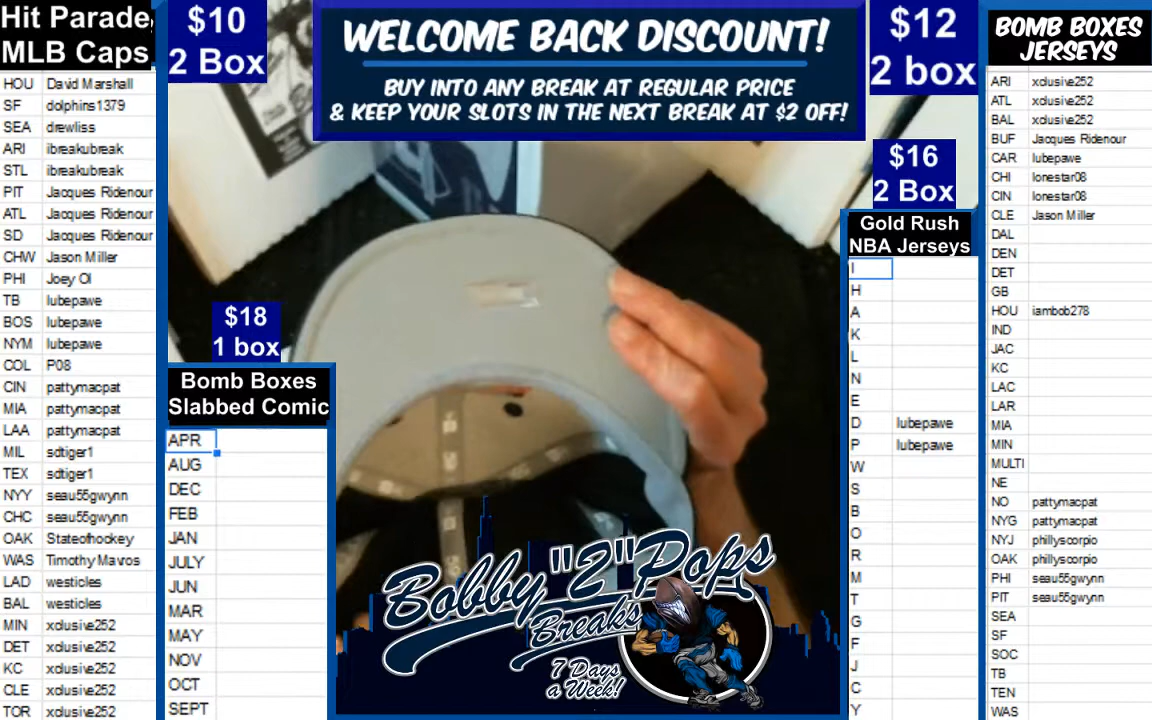 Hit Parade
MLB Caps
HOU David Marshall
SF dolphins1379
SEA drewliss
ARI ibreakubreak
STL ibreakubreak
PIT Jacques Ridenour
ATL Jacques Ridenour
SD Jacques Ridenour
CHW Jason Miller
PHI Joey Ol
TB lubepawe
BOS lubepawe
NYM lubepawe
COL P08
CIN pattymacpat
MIA pattymacpat
LAA pattymacpat
MIL sdtiger1
TEX sdtiger1
NYY seau55gwynn
CHC seau55gwynn
OAK Stateofhockey
WAS Timothy Mavros
LAD westicles
BAL westicles
MIN xclusive252
DET xclusive252
KC xclusive252
CLE xclusive252
TOR xclusive252
$10
2 Box
WELCOME BACK DISCOUNT!
BUY INTO ANY BREAK AT REGULAR PRICE
& KEEP YOUR SLOTS IN THE NEXT BREAK AT $2 OFF!
$12
2 box
$16
2 Box
$18
1 box
Bomb Boxes
Slabbed Comic
APR
AUG
DEC
FEB
JAN
JULY
JUN
MAR
MAY
NOV
OCT
SEPT
Bobby "2" Pops
Breaks
7 Days
a Week!
Gold Rush
NBA Jerseys
I
H
A
K
L
N
E
D lubepawe
P lubepawe
W
S
B
O
R
M
T
G
F
J
C
Y
BOMB BOXES
JERSEYS
ARI xclusive252
ATL xclusive252
BAL xclusive252
BUF Jacques Ridenour
CAR lubepawe
CHI lonestar08
CIN lonestar08
CLE Jason Miller
DAL
DEN
DET
GB
HOU iambob278
IND
JAC
KC
LAC
LAR
MIA
MIN
MULTI
NE
NO pattymacpat
NYG pattymacpat
NYJ phillyscorpio
OAK phillyscorpio
PHI seau55gwynn
PIT seau55gwynn
SEA
SF
SOC
TB
TEN
WAS